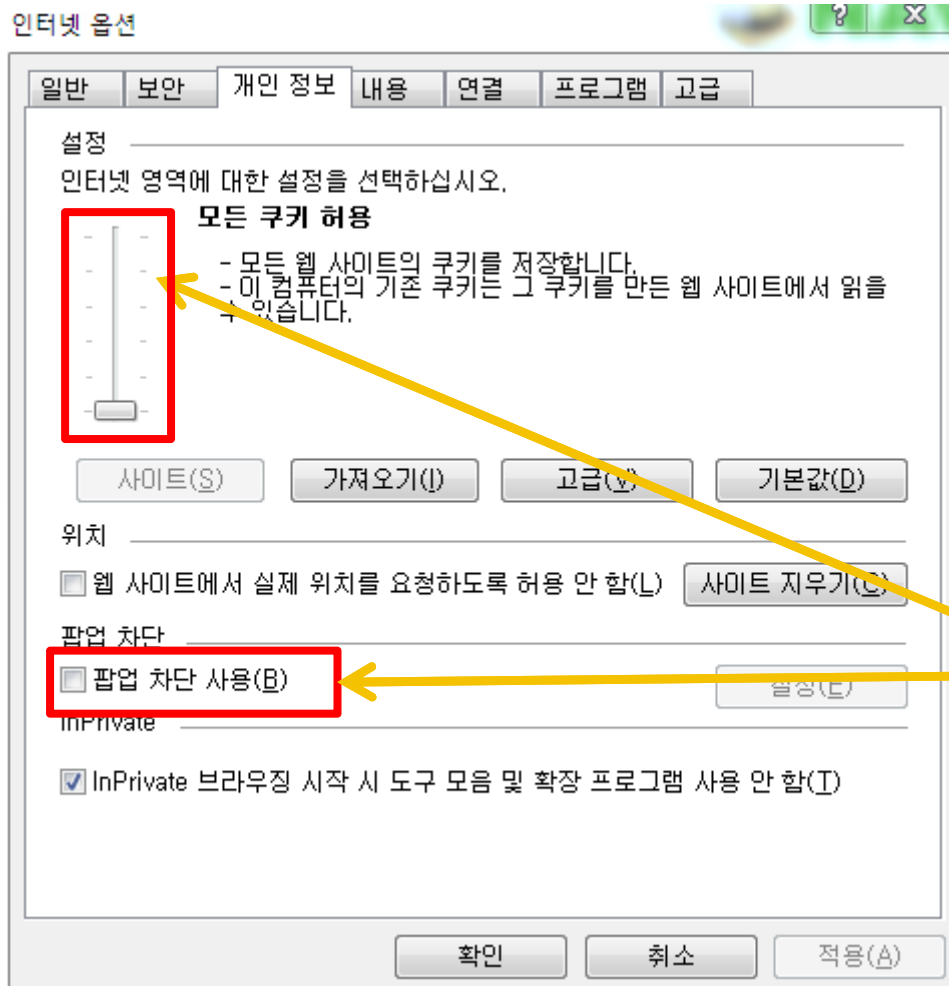 인터넷 옵션
일반 보안 개인 정보 내용 연결 프로그램 고급
설정
인터넷 영역에 대한 설정을 선택하십시오.
모든 쿠키 허용
- 모든 웹 사이트의 쿠키를 저장합니다.
- 이 컴퓨터의 기존 쿠키는 그 쿠키를 만든 웹 사이트에서 읽을
수 있습니다.
사이트(S) 가져오기(I) 고급(V) 기본값(D)
위치
웹 사이트에서 실제 위치를 요청하도록 허용 안 함(L) 사이트 지우기(C)
팝업 차단
팝업 차단 사용(B) 설정(E)
InPrivate
InPrivate 브라우징 시작 시 도구 모음 및 확장 프로그램 사용 안 함(T)
확인 취소 적용(A)